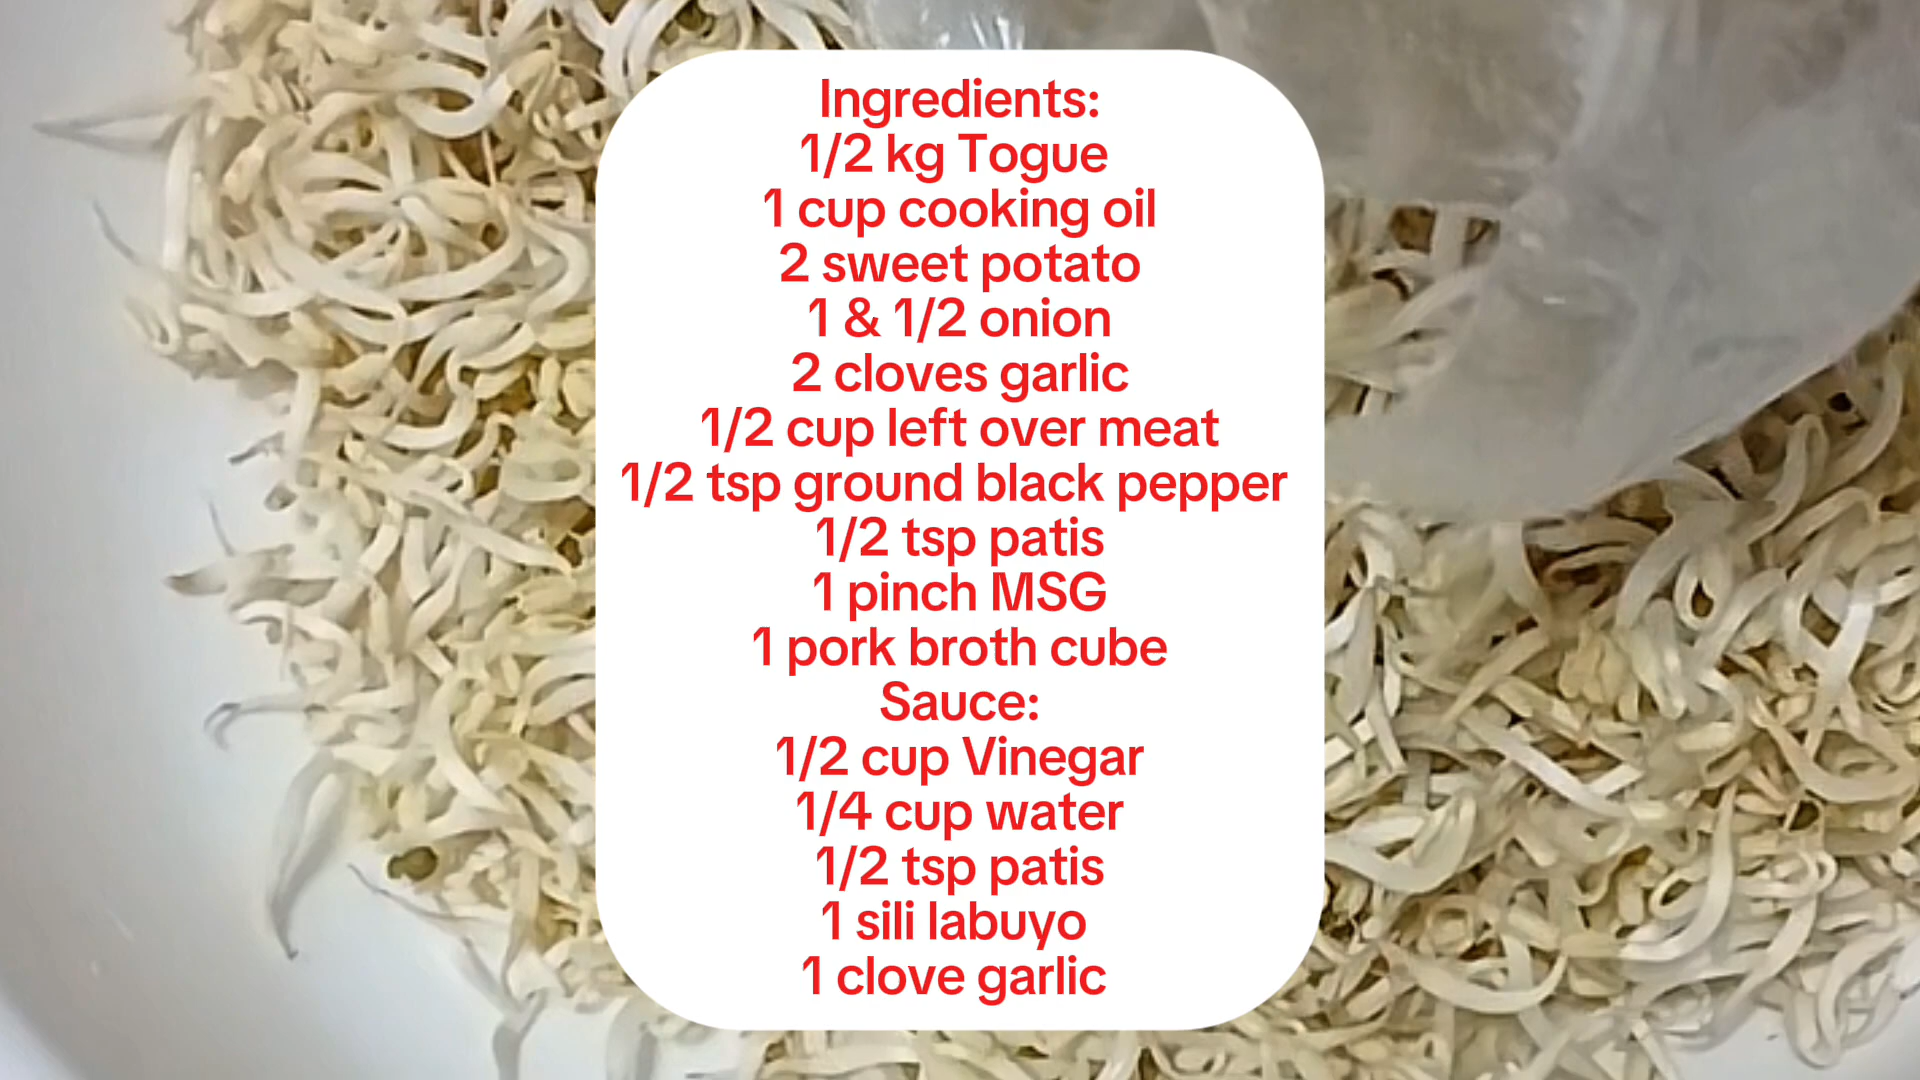 Ingredients:
1/2 kg Togue
1 cup cooking oil
2 sweet potato
1 & 1/2 onion
2 cloves garlic
1/2 cup left over meat
1/2 tsp ground black pepper
1/2 tsp patis
1 pinch MSG
1 pork broth cube
Sauce:
1/2 cup Vinegar
1/4 cup water
1/2 tsp patis
1 sili labuyo
1 clove garlic